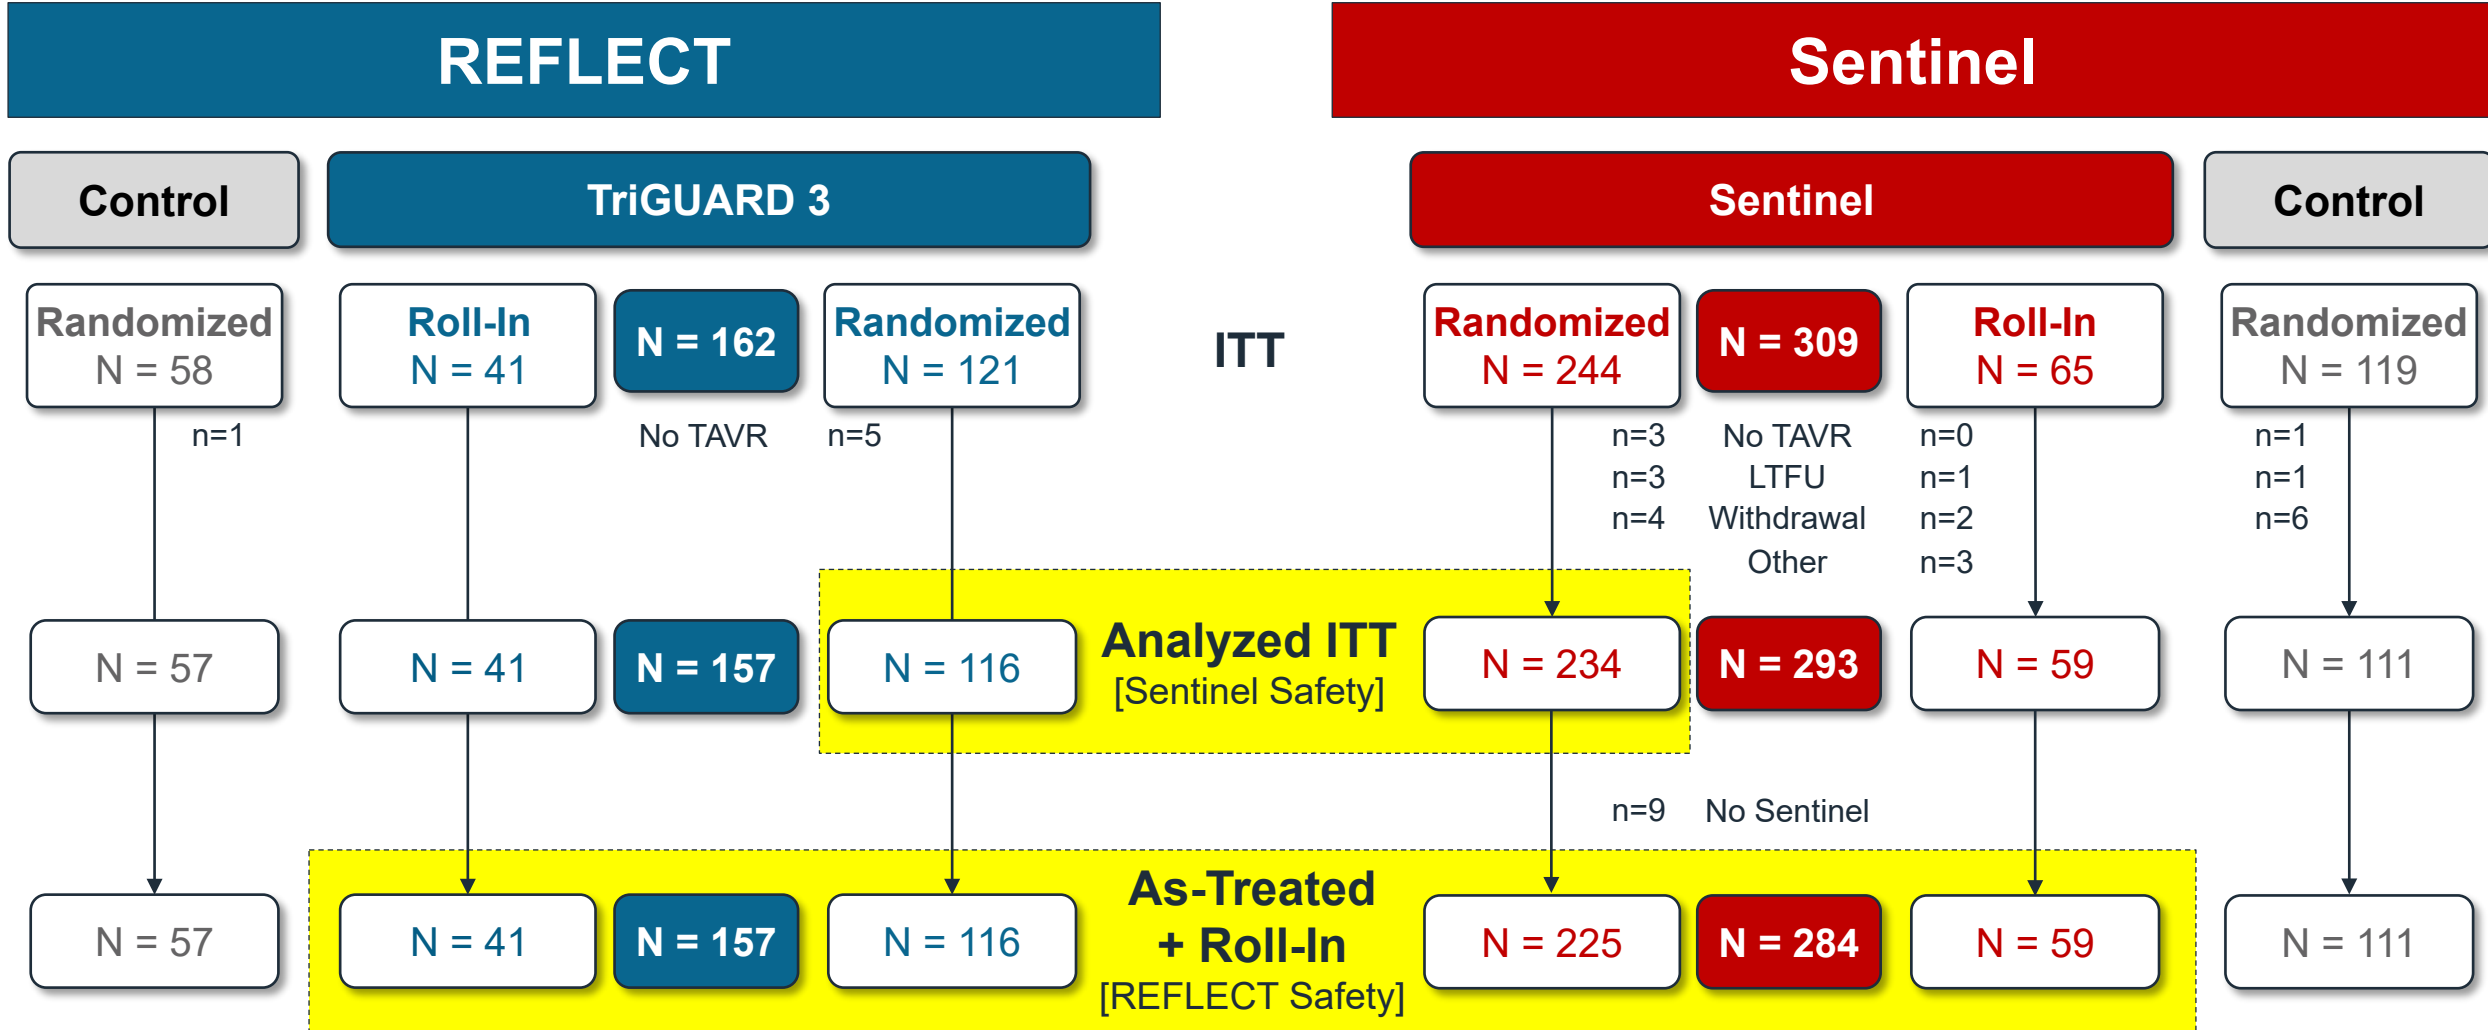 REFLECT
Sentinel
Control
TriGUARD 3
Sentinel
Control
Randomized
N = 58
Roll-In
N = 41
N = 162
Randomized
N = 121
ITT
Randomized
N = 244
N = 309
Roll-In
N = 65
Randomized
N = 119
n=1
No TAVR
n=5
n=3
No TAVR
n=0
n=1
n=3
LTFU
n=1
n=1
n=4
Withdrawal
n=2
n=6
Other
n=3
N = 57
N = 41
N = 157
N = 116
Analyzed ITT
[Sentinel Safety]
N = 234
N = 293
N = 59
N = 111
n=9
No Sentinel
N = 57
N = 41
N = 157
N = 116
As-Treated
+ Roll-In
[REFLECT Safety]
N = 225
N = 284
N = 59
N = 111